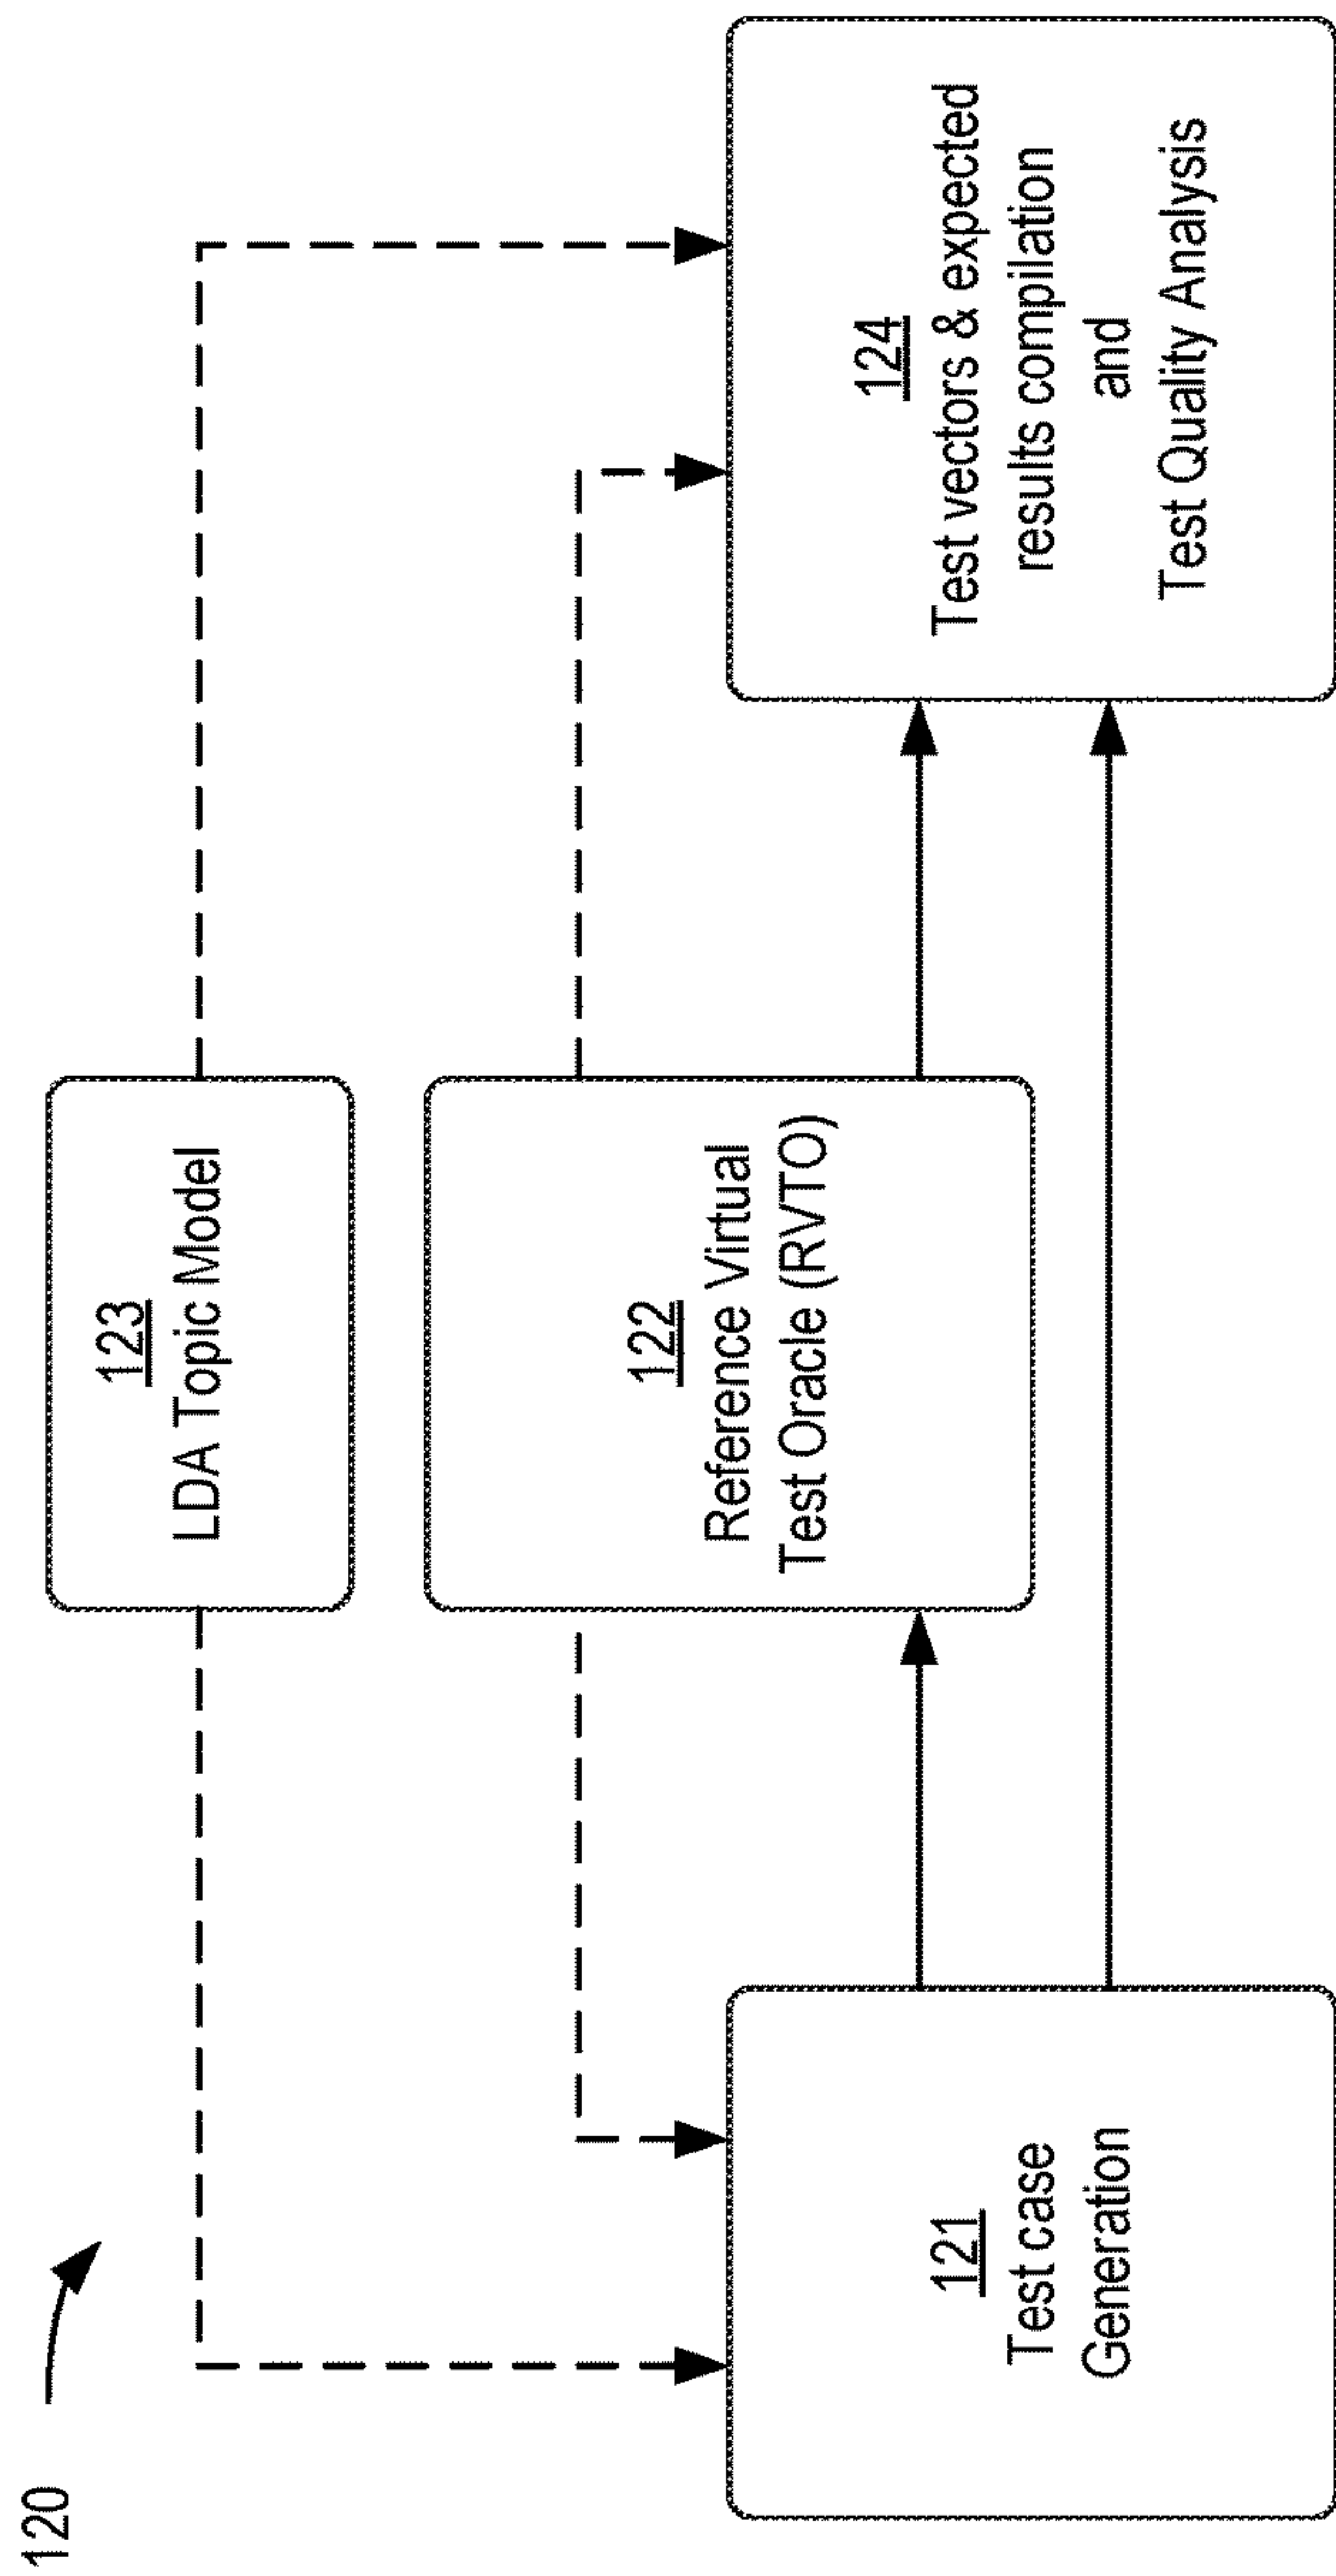 120
123
LDA Topic Model
122
Reference Virtual
Test Oracle (RVTO)
121
Test case
Generation
124
Test vectors & expected
results compilation
and
Test Quality Analysis